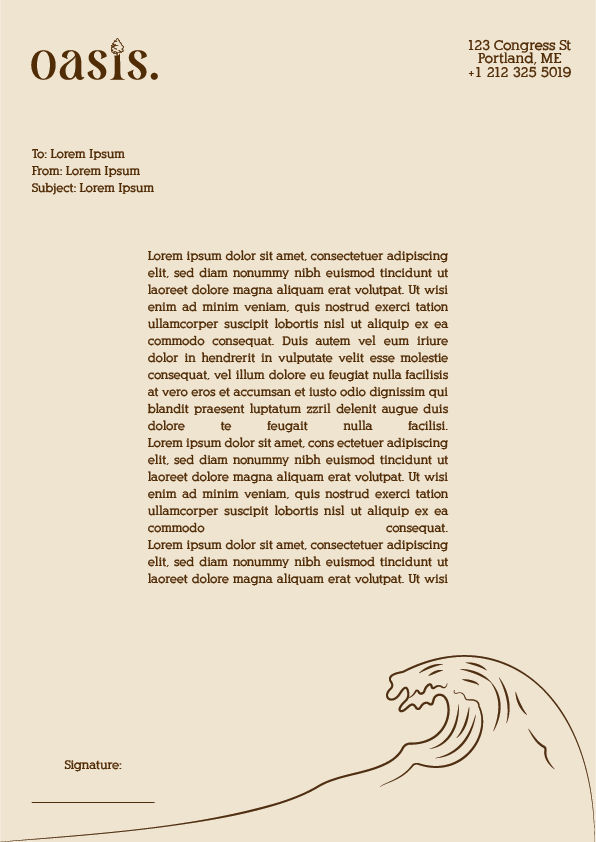 oasis.
123 Congress St
Portland, ME
+1 212 325 5019
To: Lorem Ipsum
From: Lorem Ipsum
Subject: Lorem Ipsum
Lorem ipsum dolor sit amet, consectetuer adipiscing
elit, sed diam nonummy nibh euismod tincidunt ut
laoreet dolore magna aliquam erat volutpat. Ut wisi
enim ad minim veniam, quis nostrud exerci tation
ullamcorper suscipit lobortis nisl ut aliquip ex ea
commodo consequat. Duis autem vel eum iriure
dolor in hendrerit in vulputate velit esse molestie
consequat, vel illum dolore eu feugiat nulla facilisis
at vero eros et accumsan et iusto odio dignissim qui
blandit praesent luptatum zzril delenit augue duis
dolore te feugait nulla facilisi.
Lorem ipsum dolor sit amet, cons ectetuer adipiscing
elit, sed diam nonummy nibh euismod tincidunt ut
laoreet dolore magna aliquam erat volutpat. Ut wisi
enim ad minim veniam, quis nostrud exerci tation
ullamcorper suscipit lobortis nisl ut aliquip ex ea
commodo consequat.
Lorem ipsum dolor sit amet, consectetuer adipiscing
elit, sed diam nonummy nibh euismod tincidunt ut
laoreet dolore magna aliquam erat volutpat. Ut wisi
Signature: